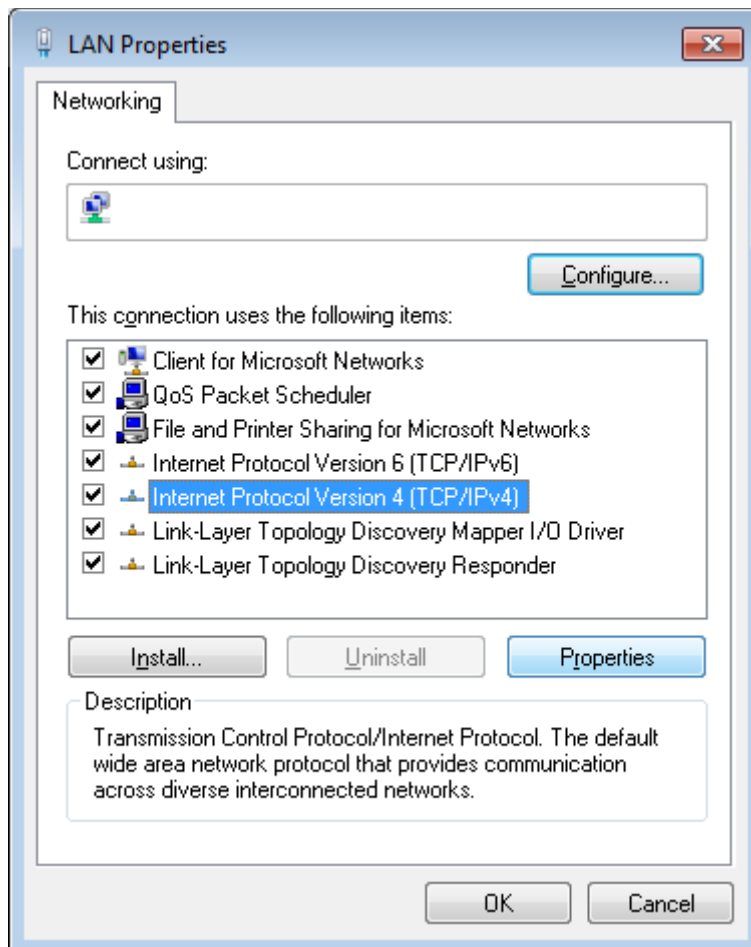 LAN Properties
Networking
Connect using:
Configure...
This connection uses the following items:
Client for Microsoft Networks
QoS Packet Scheduler
File and Printer Sharing for Microsoft Networks
Internet Protocol Version 6 (TCP/IPv6)
Internet Protocol Version 4 (TCP/IPv4)
Link-Layer Topology Discovery Mapper I/O Driver
Link-Layer Topology Discovery Responder
Install... Uninstall Properties
Description
Transmission Control Protocol/Internet Protocol. The default
wide area network protocol that provides communication
across diverse interconnected networks.
OK Cancel